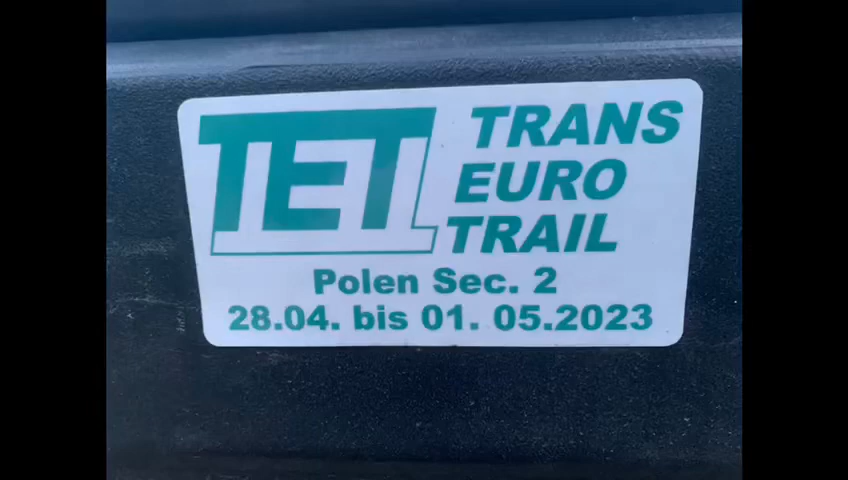 TET
TRANS
EURO
TRAIL
Polen Sec. 2
28.04. bis 01. 05.2023